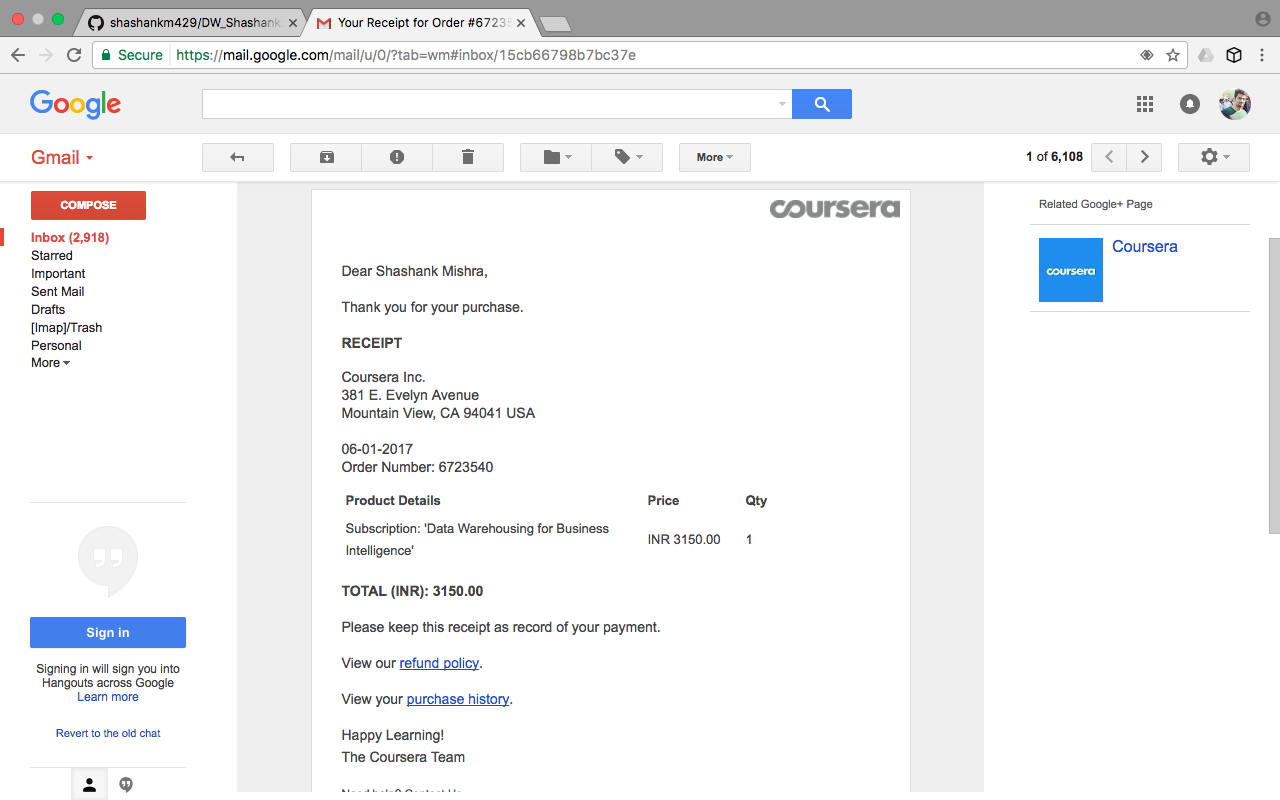 shashankm429/DW_Shashank
Your Receipt for Order #6723
Secure
https://mail.google.com/mail/u/0/?tab=wm#inbox/15cb66798b7bc37e
Google
Gmail
More
1 of 6,108
COMPOSE
Inbox (2,918)
Starred
Important
Sent Mail
Drafts
[Imap]/Trash
Personal
More
Sign in
Signing in will sign you into
Hangouts across Google
Learn more
Revert to the old chat
coursera
Dear Shashank Mishra,
Thank you for your purchase.
RECEIPT
Coursera Inc.
381 E. Evelyn Avenue
Mountain View, CA 94041 USA
06-01-2017
Order Number: 6723540
Product Details Price Qty
Subscription: 'Data Warehousing for Business
Intelligence'
INR 3150.00 1
TOTAL (INR): 3150.00
Please keep this receipt as record of your payment.
View our refund policy.
View your purchase history.
Happy Learning!
The Coursera Team
Need help? Contact Us
Related Google+ Page
coursera
Coursera